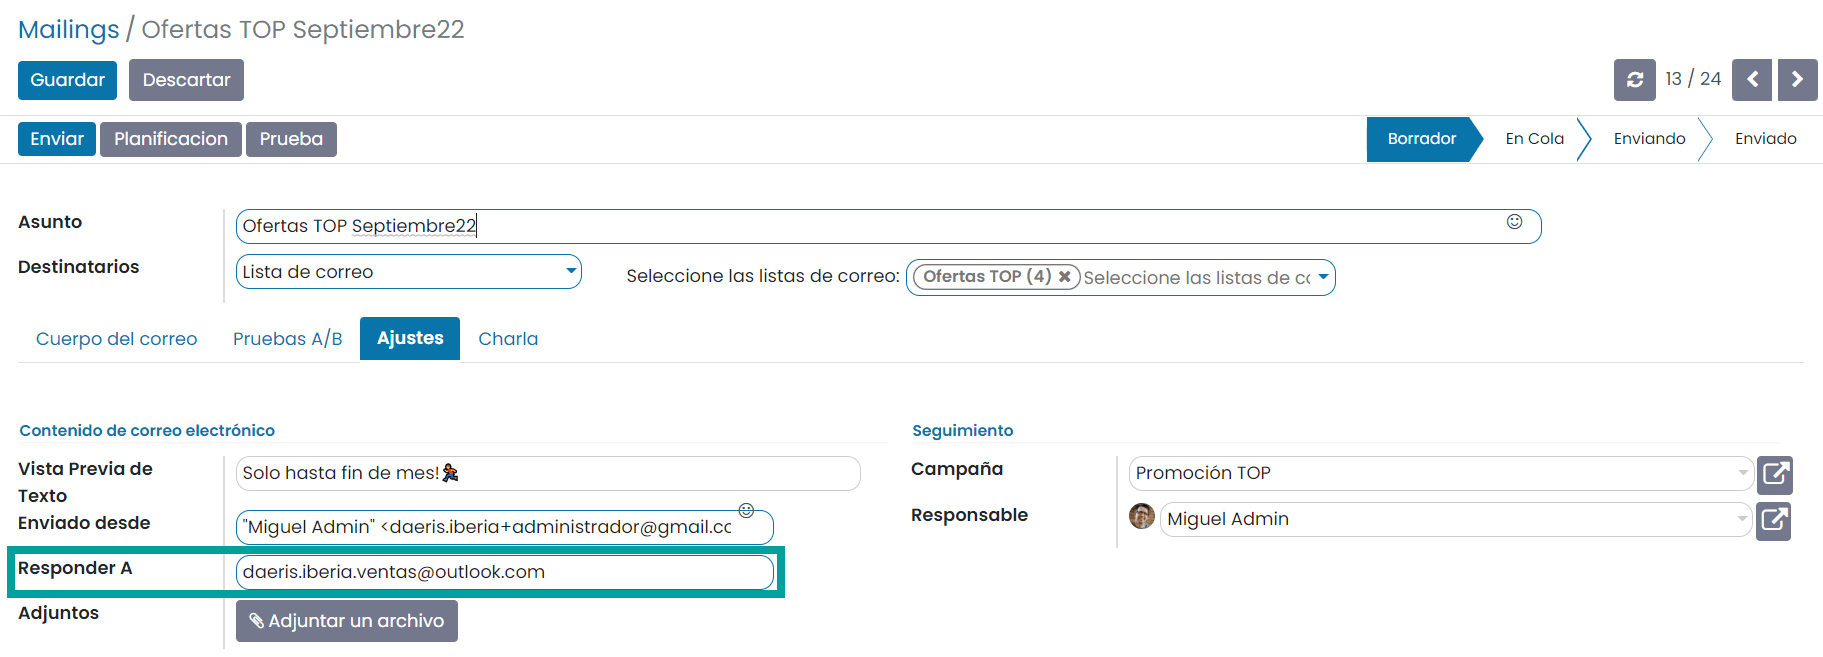 Mailings / Ofertas TOP Septiembre22
Guardar Descartar 13 / 24
Enviar Planificacion Prueba Borrador En Cola Enviando Enviado
Asunto Ofertas TOP Septiembre22
Destinatarios Lista de correo Seleccione las listas de correo: Ofertas TOP (4) ✖ Seleccione las listas de cc
Cuerpo del correo Pruebas A/B Ajustes Charla
Contenido de correo electrónico Seguimiento
Vista Previa de Texto Solo hasta fin de mes!🏃 Campaña Promoción TOP
Enviado desde "Miguel Admin" <daeris.iberia+administrador@gmail.cc Responsable Miguel Admin
Responder A daeris.iberia.ventas@outlook.com
Adjuntos Adjuntar un archivo